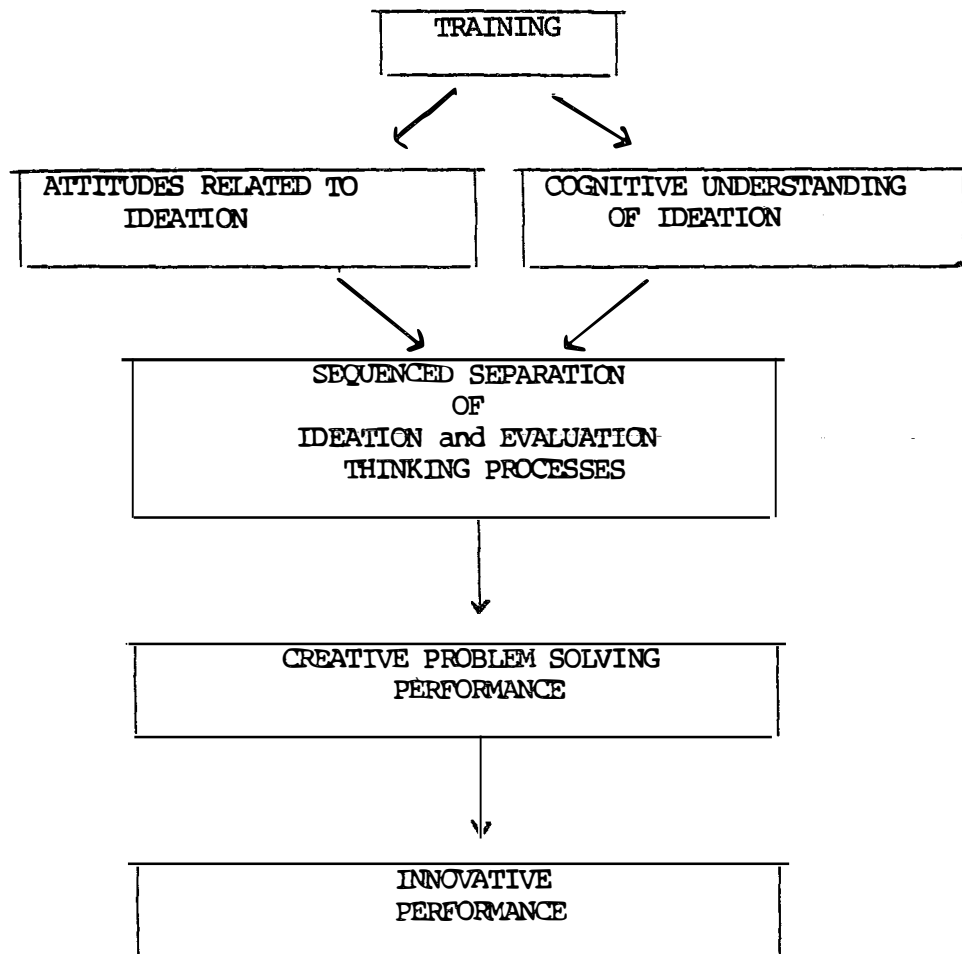 TRAINING
ATTITUDES RELATED TO
IDEATION
COGNITIVE UNDERSTANDING
OF IDEATION
SEQUENCED SEPARATION
OF
IDEATION and EVALUATION
THINKING PROCESSES
CREATIVE PROBLEM SOLVING
PERFORMANCE
INNOVATIVE
PERFORMANCE